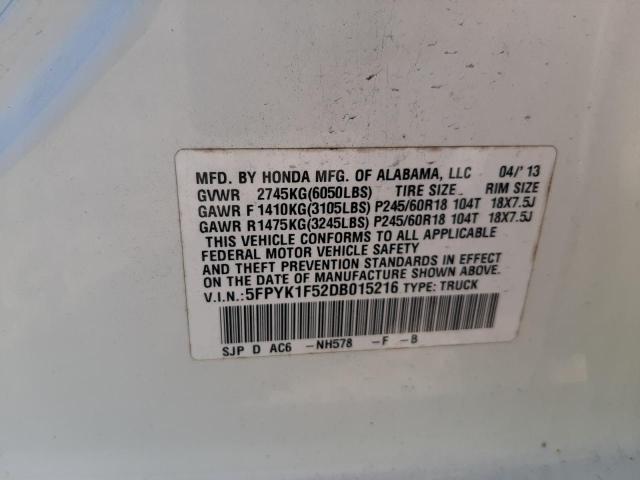 MFD. BY HONDA MFG. OF ALABAMA, LLC 04/'13
GVWR 2745KG(6050LBS) TIRE SIZE RIM SIZE
GAWR F 1410KG(3105LBS) P245/60R18 104T 18X7.5J
GAWR R1475KG(3245LBS) P245/60R18 104T 18X7.5J
THIS VEHICLE CONFORMS TO ALL APPLICABLE
FEDERAL MOTOR VEHICLE SAFETY
AND THEFT PREVENTION STANDARDS IN EFFECT
ON THE DATE OF MANUFACTURE SHOWN ABOVE.
V.I.N.:5FPYK1F52DB015216 TYPE: TRUCK
SJP D AC6 -NH578 -F -B